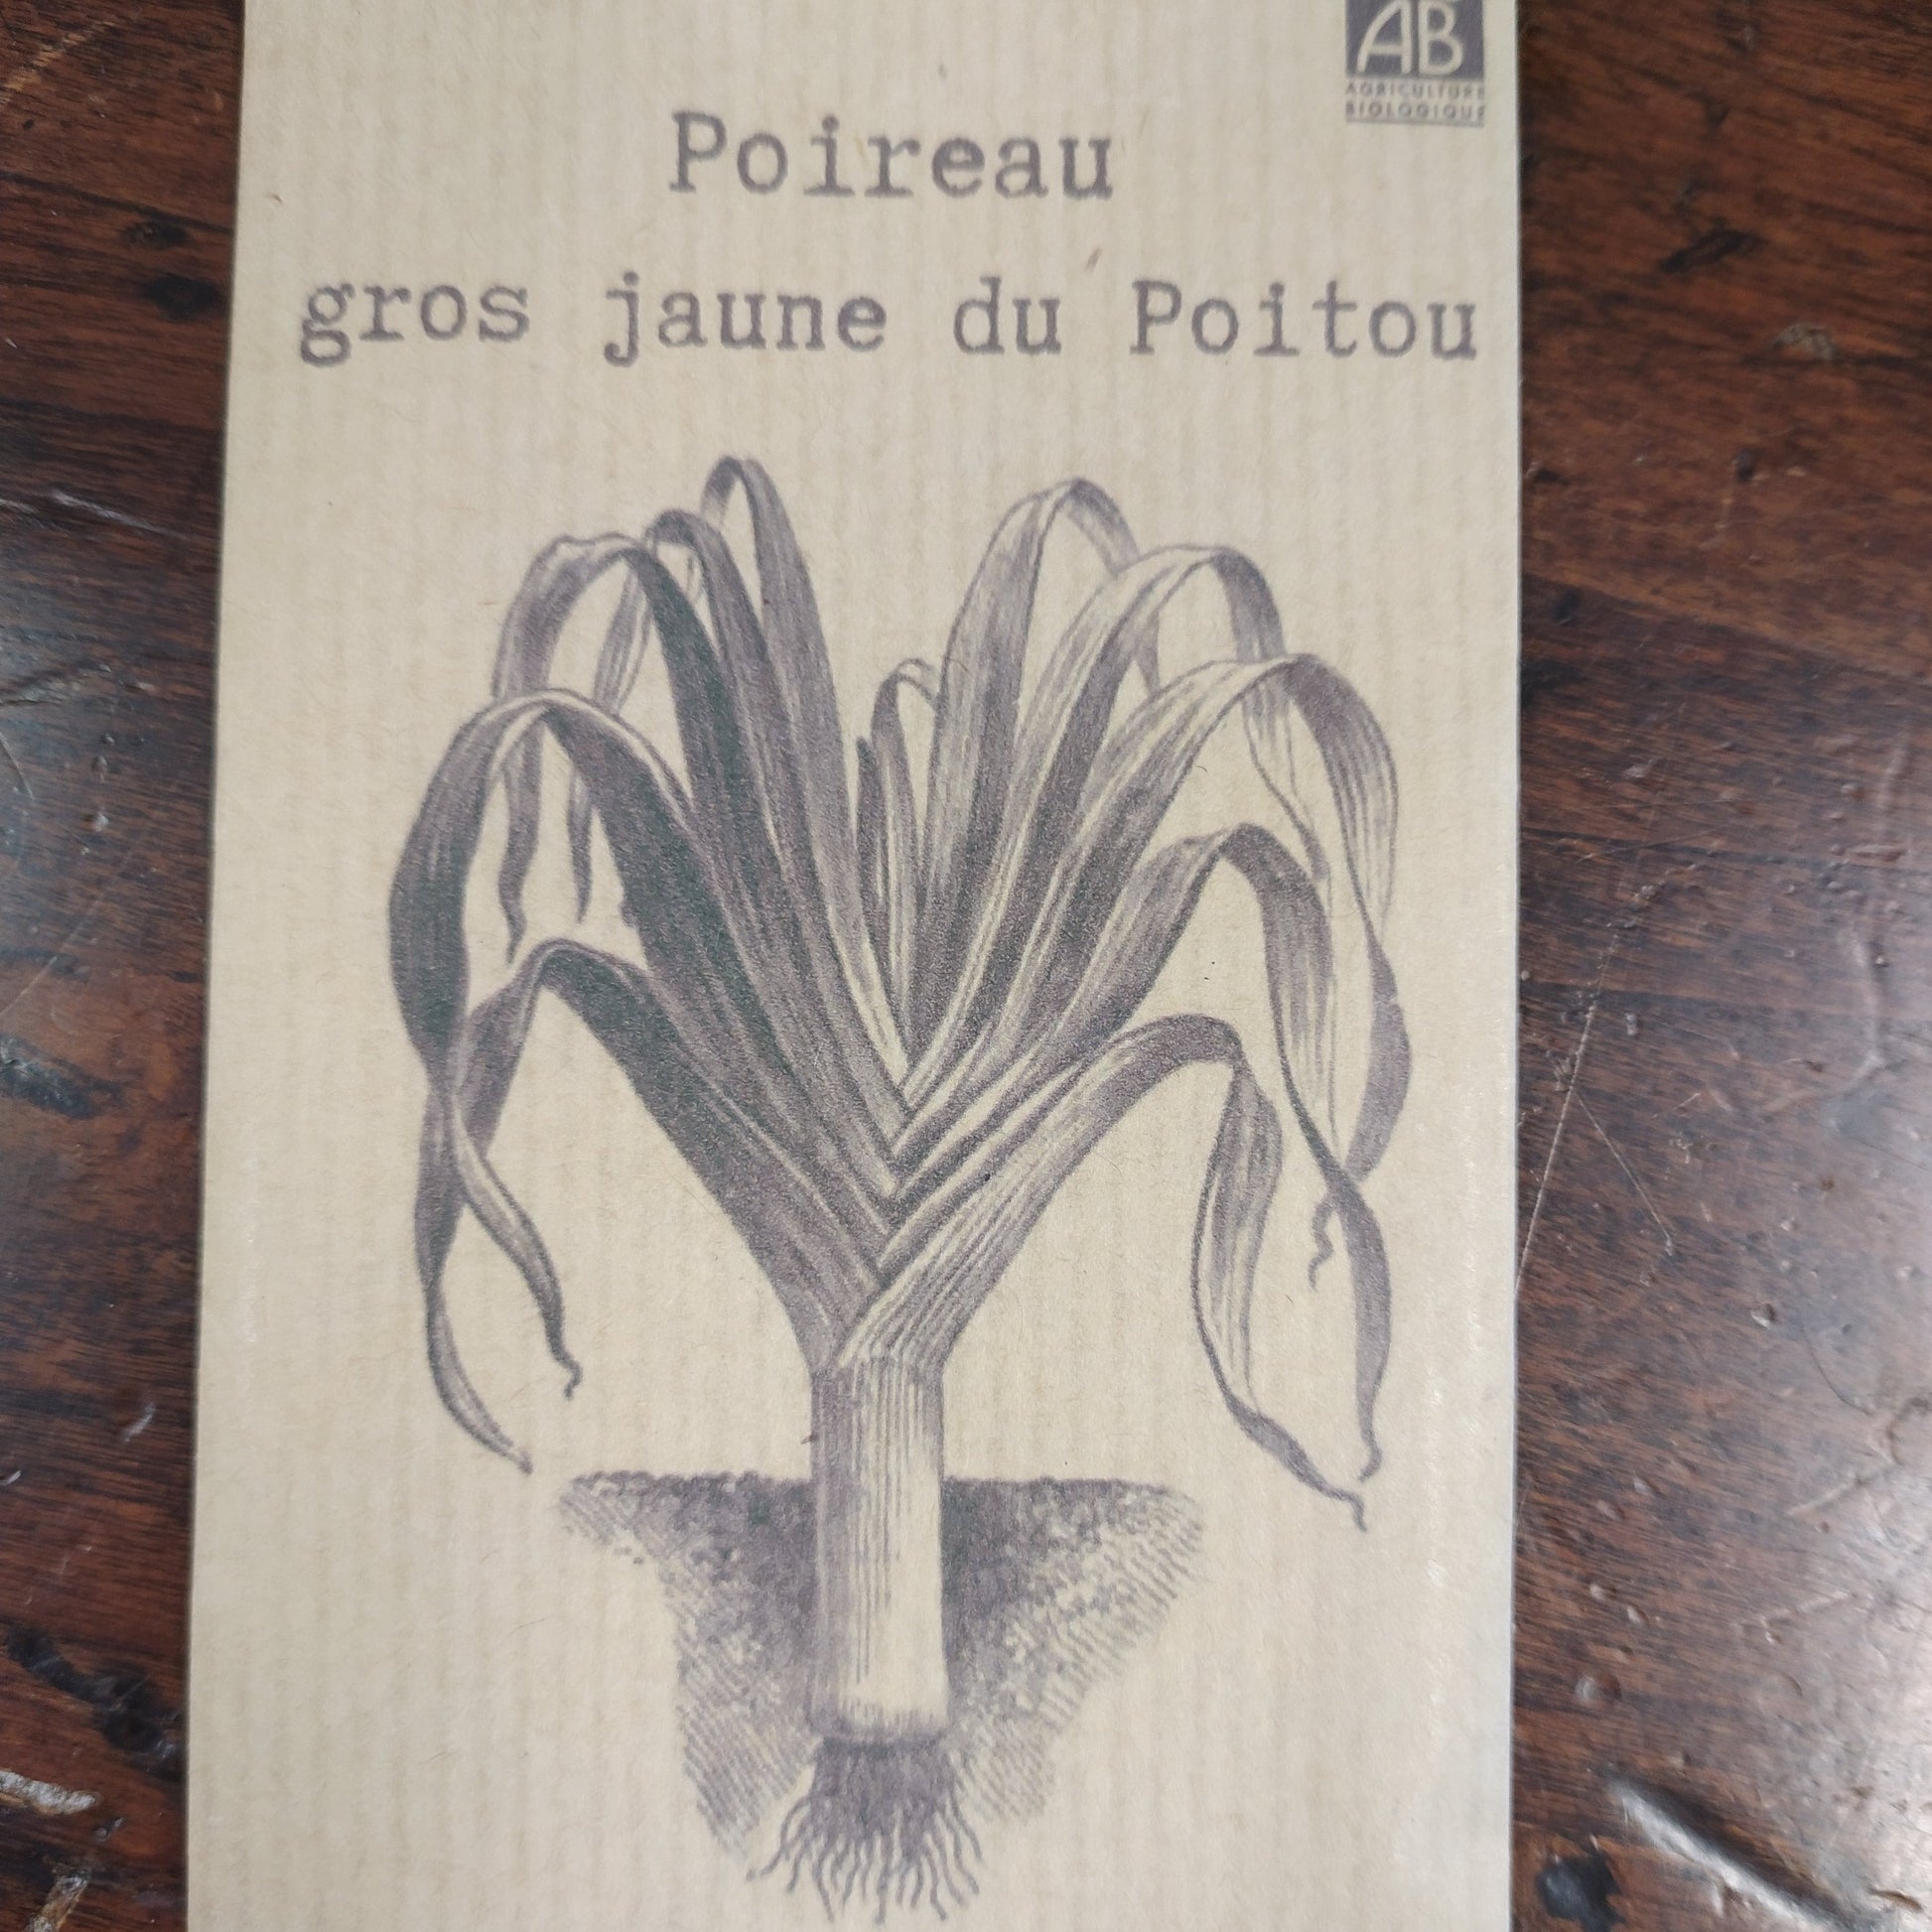 AB
AGRICULTURE
BIOLOGIQUE
Poireau
gros jaune du Poitou